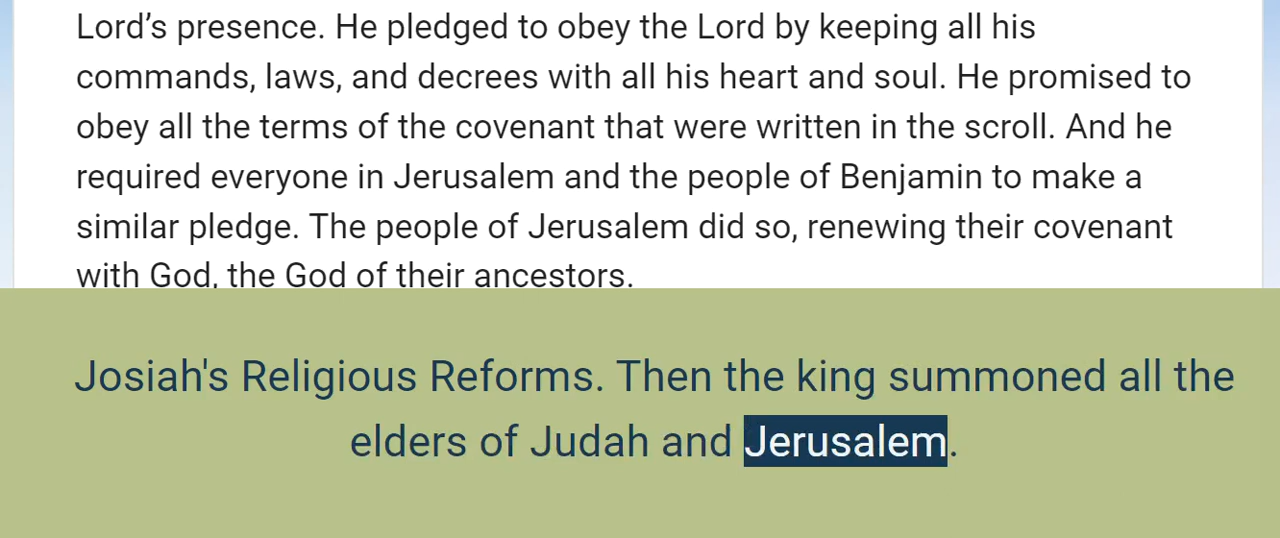 Lord’s presence. He pledged to obey the Lord by keeping all his
commands, laws, and decrees with all his heart and soul. He promised to
obey all the terms of the covenant that were written in the scroll. And he
required everyone in Jerusalem and the people of Benjamin to make a
similar pledge. The people of Jerusalem did so, renewing their covenant
with God, the God of their ancestors.
Josiah's Religious Reforms. Then the king summoned all the
elders of Judah and Jerusalem.